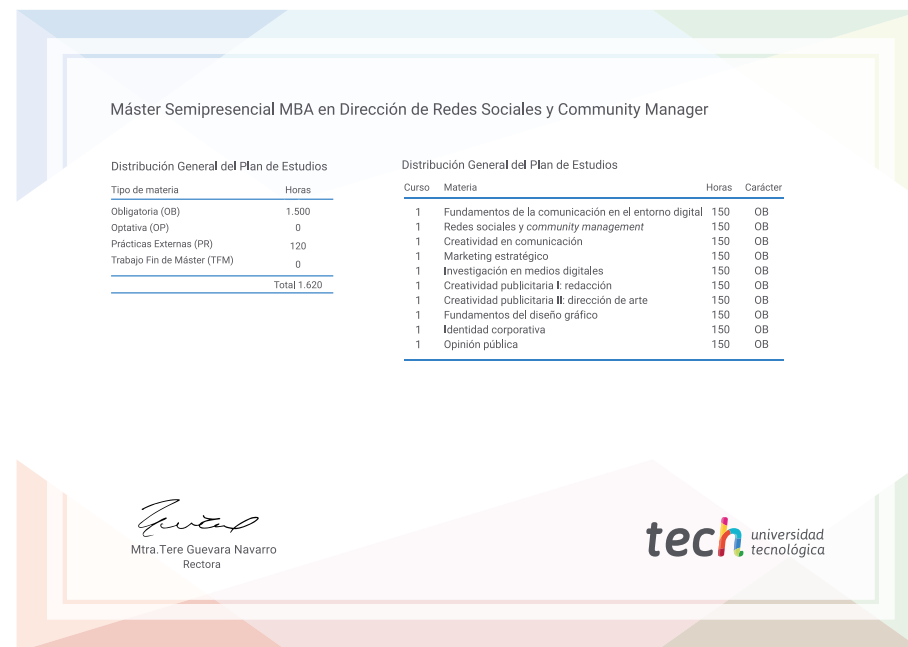 Máster Semipresencial MBA en Dirección de Redes Sociales y Community Manager
Distribución General del Plan de Estudios
Tipo de materia Horas
Obligatoria (OB) 1.500
Optativa (OP) 0
Prácticas Externas (PR) 120
Trabajo Fin de Máster (TFM) 0
Total 1.620
Distribución General del Plan de Estudios
Curso Materia Horas Carácter
1 Fundamentos de la comunicación en el entorno digital 150 OB
1 Redes sociales y community management 150 OB
1 Creatividad en comunicación 150 OB
1 Marketing estratégico 150 OB
1 Investigación en medios digitales 150 OB
1 Creatividad publicitaria I: redacción 150 OB
1 Creatividad publicitaria II: dirección de arte 150 OB
1 Fundamentos del diseño gráfico 150 OB
1 Identidad corporativa 150 OB
1 Opinión pública 150 OB
Mtra.Tere Guevara Navarro
Rectora
tech universidad
tecnológica